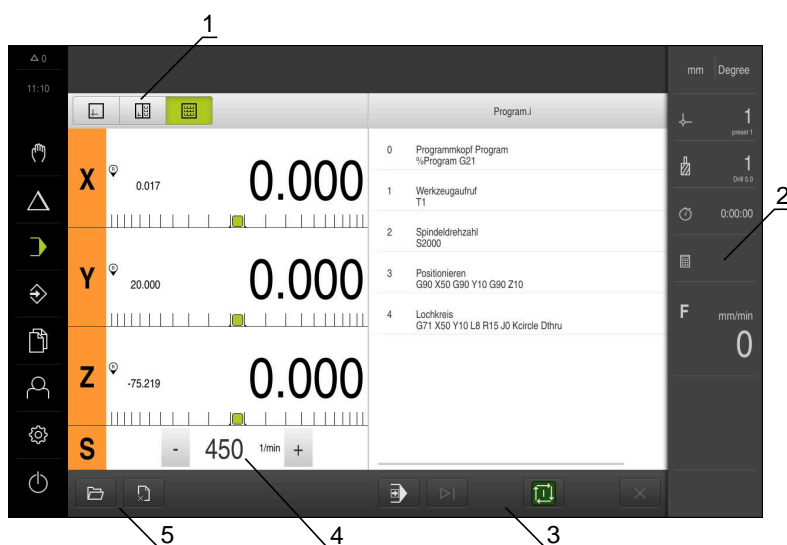 1
0
11:10
mm Degree
Program.i
1
preset 1
X
R
0.017
0.000
0 Programmkopf Program
%Program G21
1
Drill 5.0
1 Werkzeugaufruf
T1
2
0:00:00
2 Spindeldrehzahl
S2000
Y
R
20.000
0.000
3 Positionieren
G90 X50 G90 Y10 G90 Z10
4 Lochkreis
G71 X50 Y10 L8 R15 J0 Kcircle Dthru
F mm/min
0
Z
R
-75.219
0.000
S - 450 1/min +
5
4
3